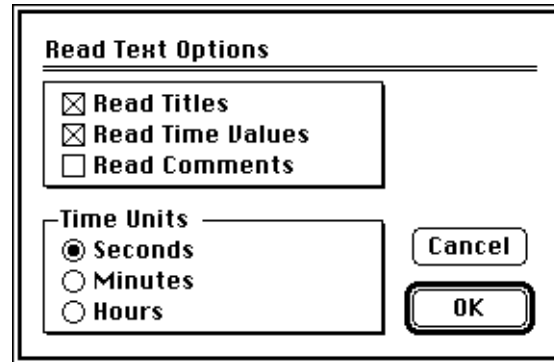 Read Text Options
Read Titles
Read Time Values
Read Comments
Time Units
Seconds
Minutes
Hours
Cancel
OK